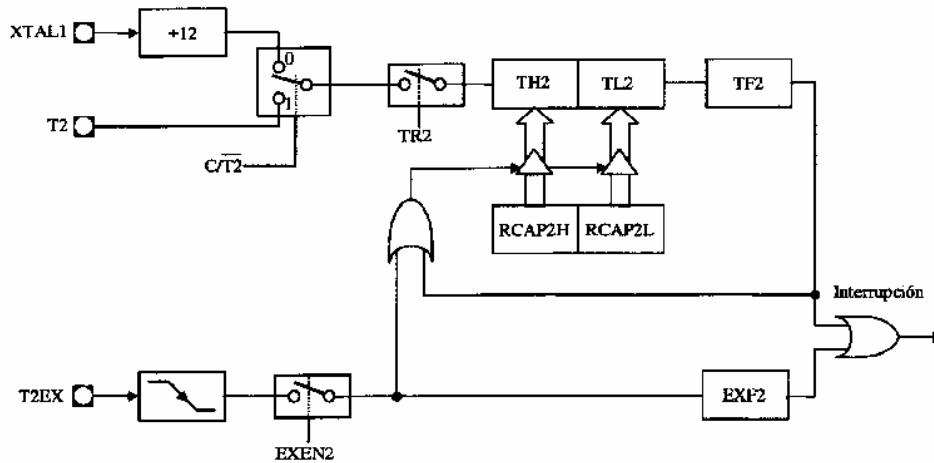 XTAL1
+12
0
1
T2
C/T2
TR2
TH2
TL2
TF2
RCAP2H
RCAP2L
Interrupción
T2EX
EXEN2
EXF2